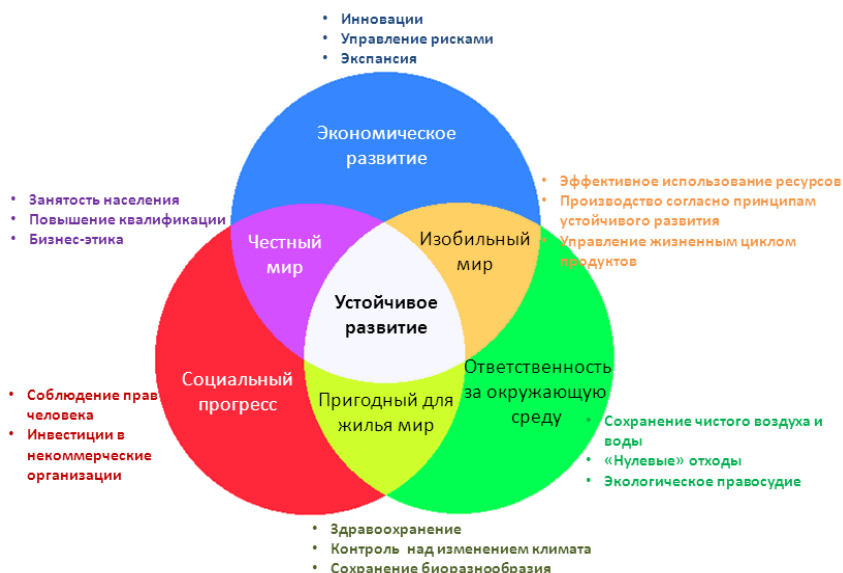 • Инновации
• Управление рисками
• Экспансия
Экономическое
развитие
• Занятость населения
• Повышение квалификации
• Бизнес-этика
• Эффективное использование ресурсов
• Производство согласно принципам
устойчивого развития
• Управление жизненным циклом
продуктов
Честный
мир
Изобильный
мир
Устойчивое
развитие
Социальный
прогресс
Пригодный для
жилья мир
Ответственность
за окружающую
среду
• Соблюдение прав
человека
• Инвестиции в
некоммерческие
организации
• Сохранение чистого воздуха и
воды
• «Нулевые» отходы
• Экологическое правосудие
• Здравоохранение
• Контроль над изменением климата
• Сохранение биоразнообразия